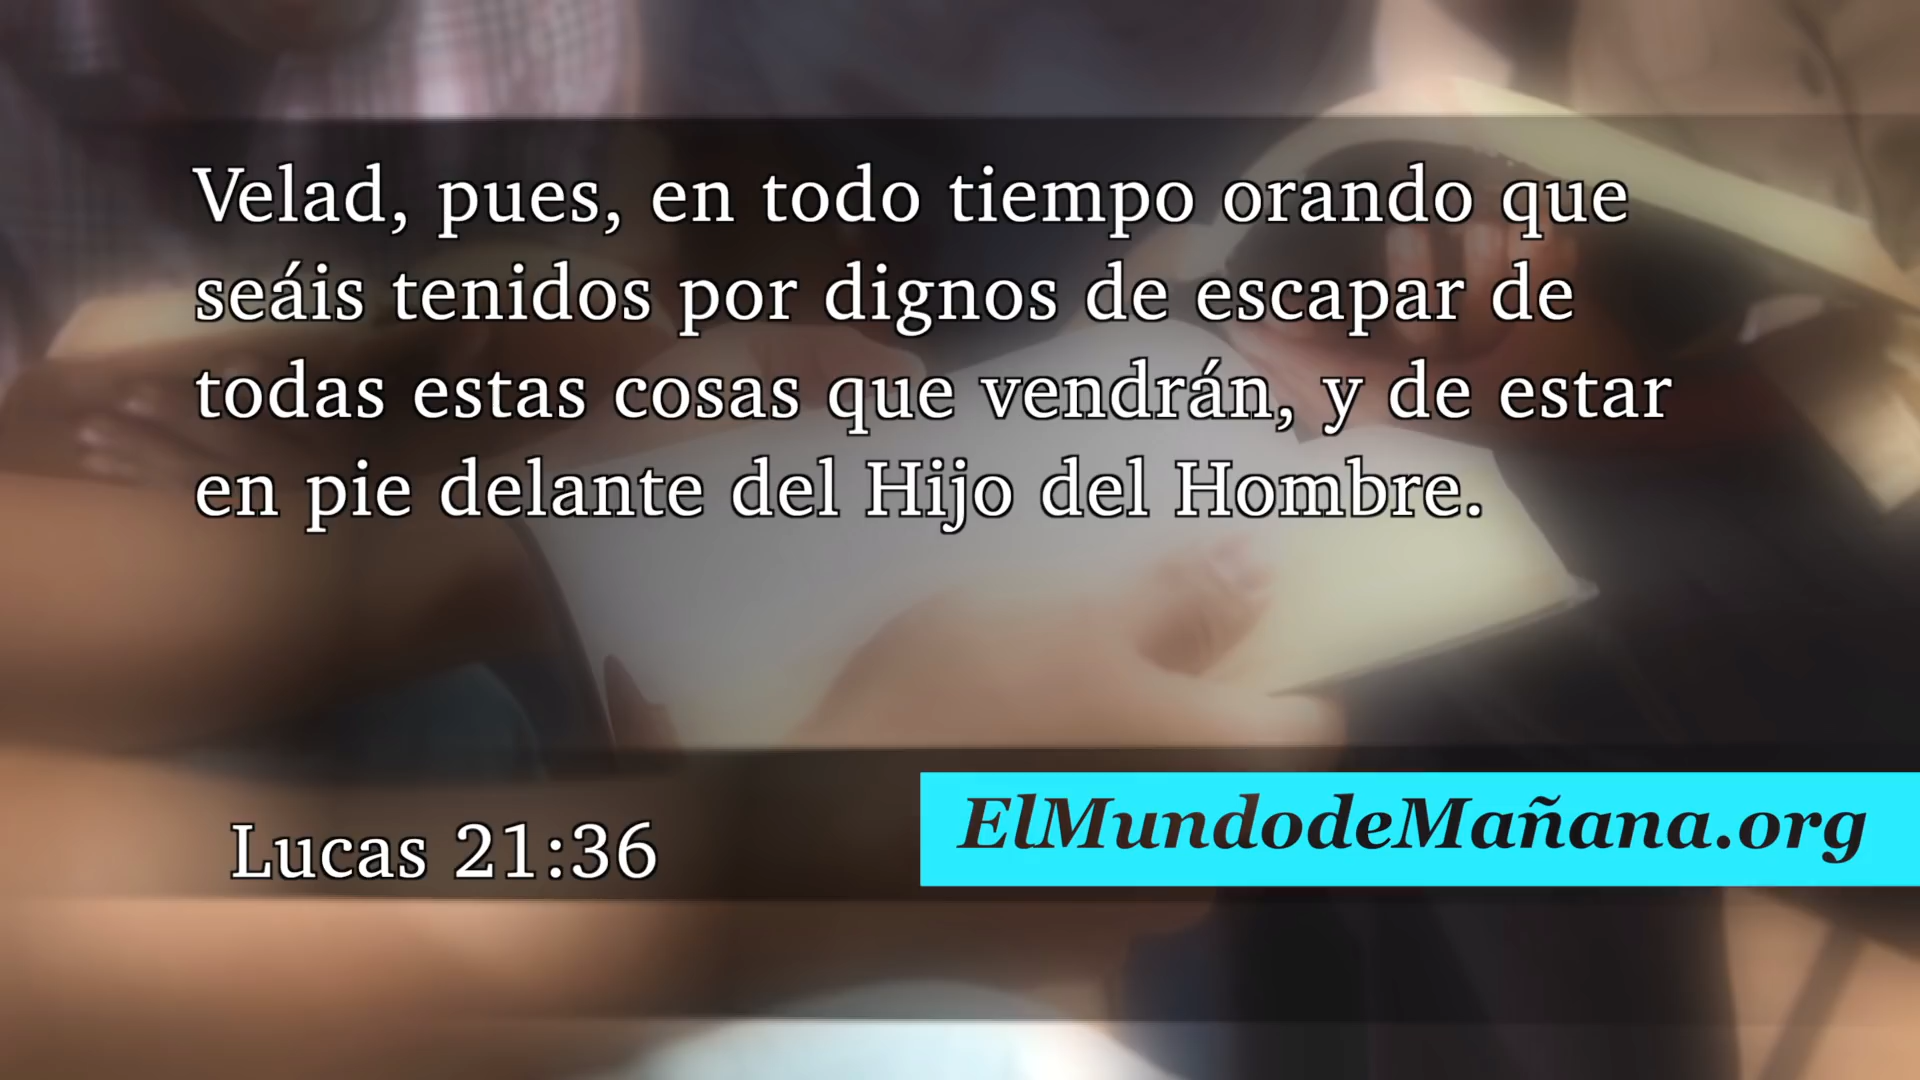 Velad, pues, en todo tiempo orando que
seáis tenidos por dignos de escapar de
todas estas cosas que vendrán, y de estar
en pie delante del Hijo del Hombre.
Lucas 21:36
ElMundodeMañana.org